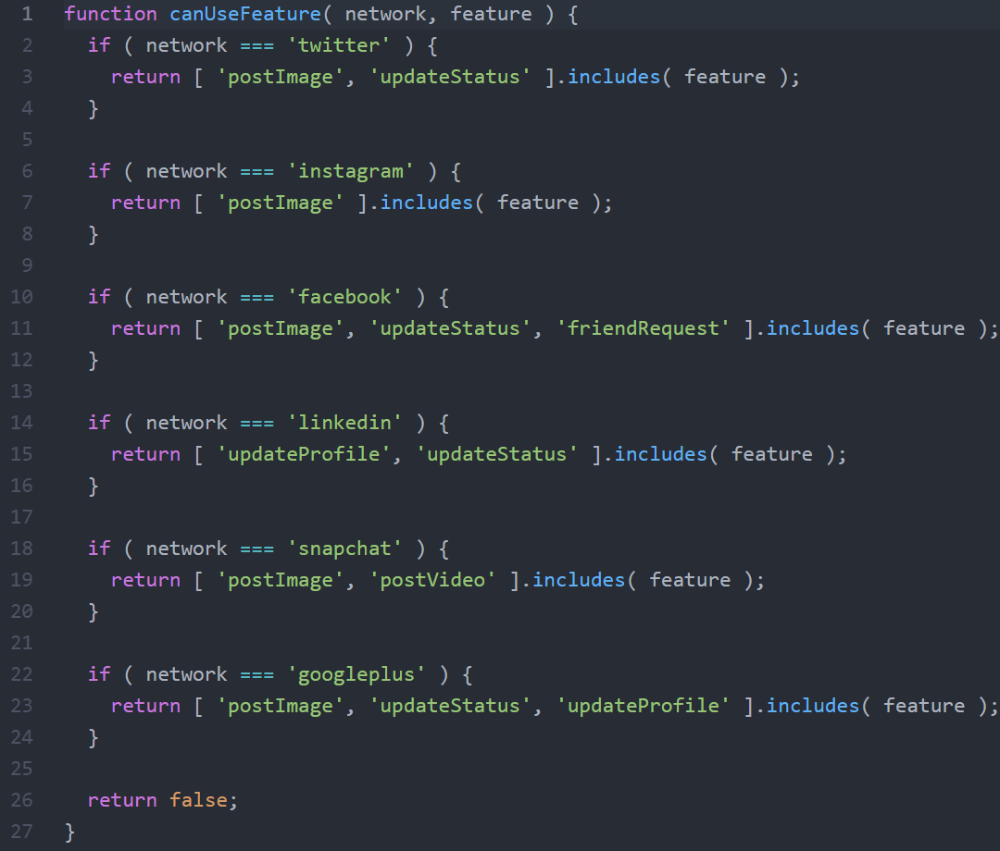 1 function canUseFeature( network, feature ) {
2   if ( network === 'twitter' ) {
3     return [ 'postImage', 'updateStatus' ].includes( feature );
4   }
5
6   if ( network === 'instagram' ) {
7     return [ 'postImage' ].includes( feature );
8   }
9
10   if ( network === 'facebook' ) {
11     return [ 'postImage', 'updateStatus', 'friendRequest' ].includes( feature );
12   }
13
14   if ( network === 'linkedin' ) {
15     return [ 'updateProfile', 'updateStatus' ].includes( feature );
16   }
17
18   if ( network === 'snapchat' ) {
19     return [ 'postImage', 'postVideo' ].includes( feature );
20   }
21
22   if ( network === 'googleplus' ) {
23     return [ 'postImage', 'updateStatus', 'updateProfile' ].includes( feature );
24   }
25
26   return false;
27 }